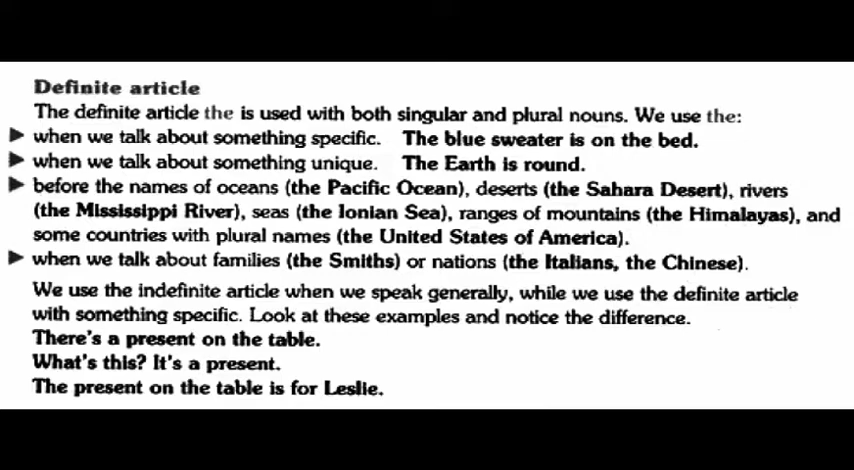 Definite article
The definite article the is used with both singular and plural nouns. We use the:
▶ when we talk about something specific. The blue sweater is on the bed.
▶ when we talk about something unique. The Earth is round.
▶ before the names of oceans (the Pacific Ocean), deserts (the Sahara Desert), rivers
(the Mississippi River), seas (the Ionian Sea), ranges of mountains (the Himalayas), and
some countries with plural names (the United States of America).
▶ when we talk about families (the Smiths) or nations (the Italians, the Chinese).
We use the indefinite article when we speak generally, while we use the definite article
with something specific. Look at these examples and notice the difference.
There's a present on the table.
What's this? It's a present.
The present on the table is for Leslie.